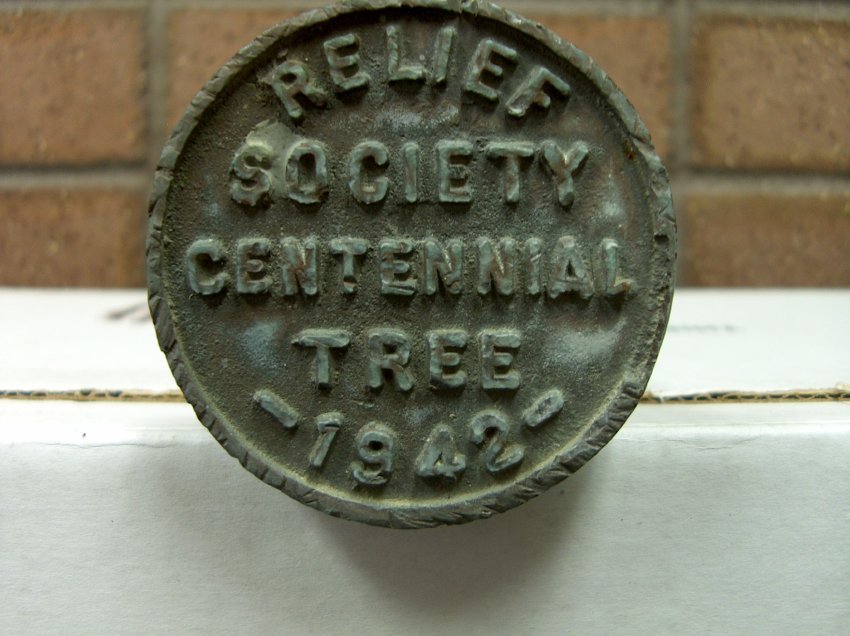 RELIEF
SOCIETY
CENTENNIAL
TREE
- 1942 -